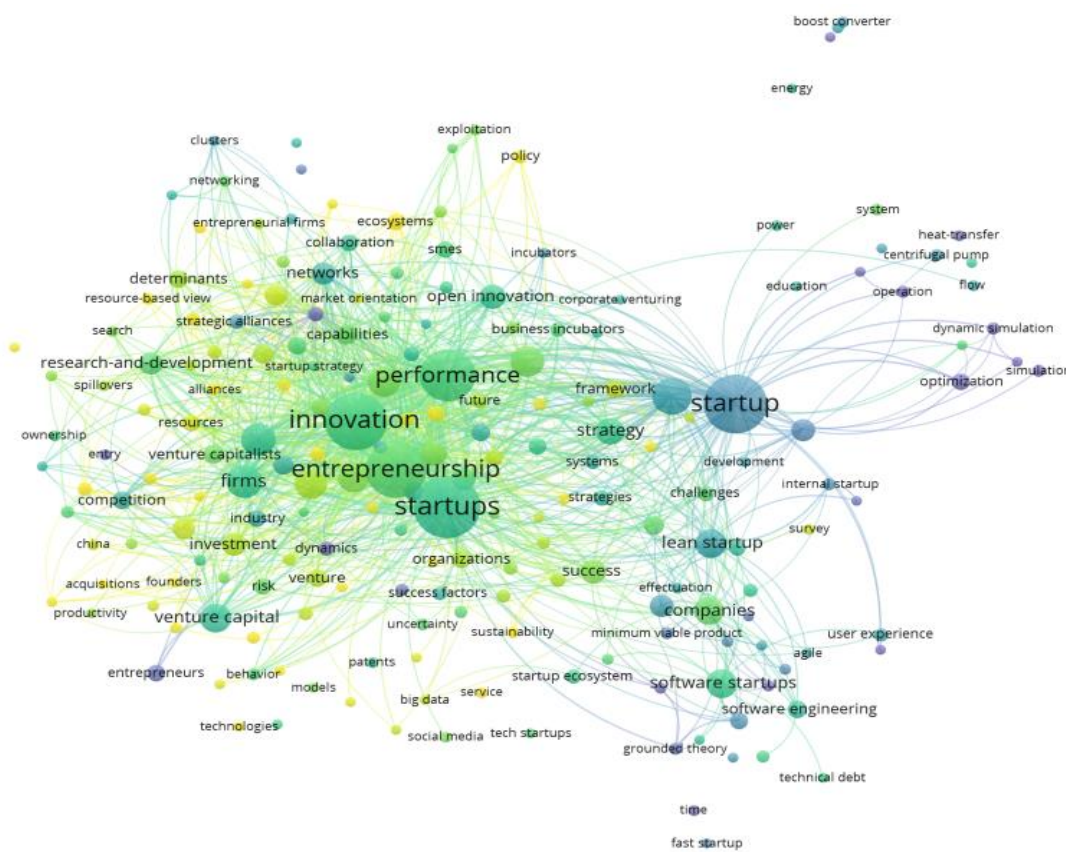 boost converter
energy
exploitation
clusters
policy
networking
system
entrepreneurial firms
ecosystems
power
heat-transfer
collaboration
smes
incubators
centrifugal pump
networks
determinants
education
operation
flow
resource-based view
market orientation
open innovation
corporate venturing
strategic alliances
dynamic simulation
search
capabilities
business incubators
research-and-development
startup strategy
simulation
spillovers
performance
optimization
alliances
framework
future
startup
resources
innovation
ownership
strategy
entry
venture capitalists
entrepreneurship
systems
development
firms
internal startup
competition
startups
strategies
challenges
industry
survey
china
investment
dynamics
lean startup
organizations
success
acquisitions
founders
risk
venture
success factors
effectuation
productivity
venture capital
companies
uncertainty
sustainability
minimum viable product
user experience
agile
entrepreneurs
behavior
patents
startup ecosystem
software startups
models
big data
service
software engineering
technologies
social media
tech startups
grounded theory
technical debt
time
fast startup